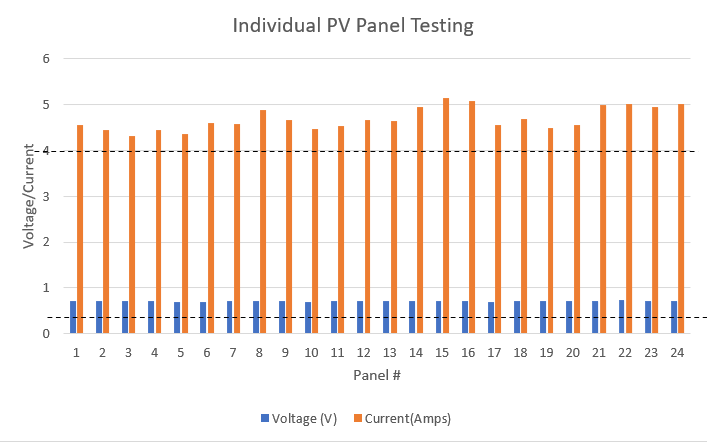 Individual PV Panel Testing
6
5
4
3
2
1
0
Voltage/Current
1 2 3 4 5 6 7 8 9 10 11 12 13 14 15 16 17 18 19 20 21 22 23 24
Panel #
Voltage (V) Current(Amps)